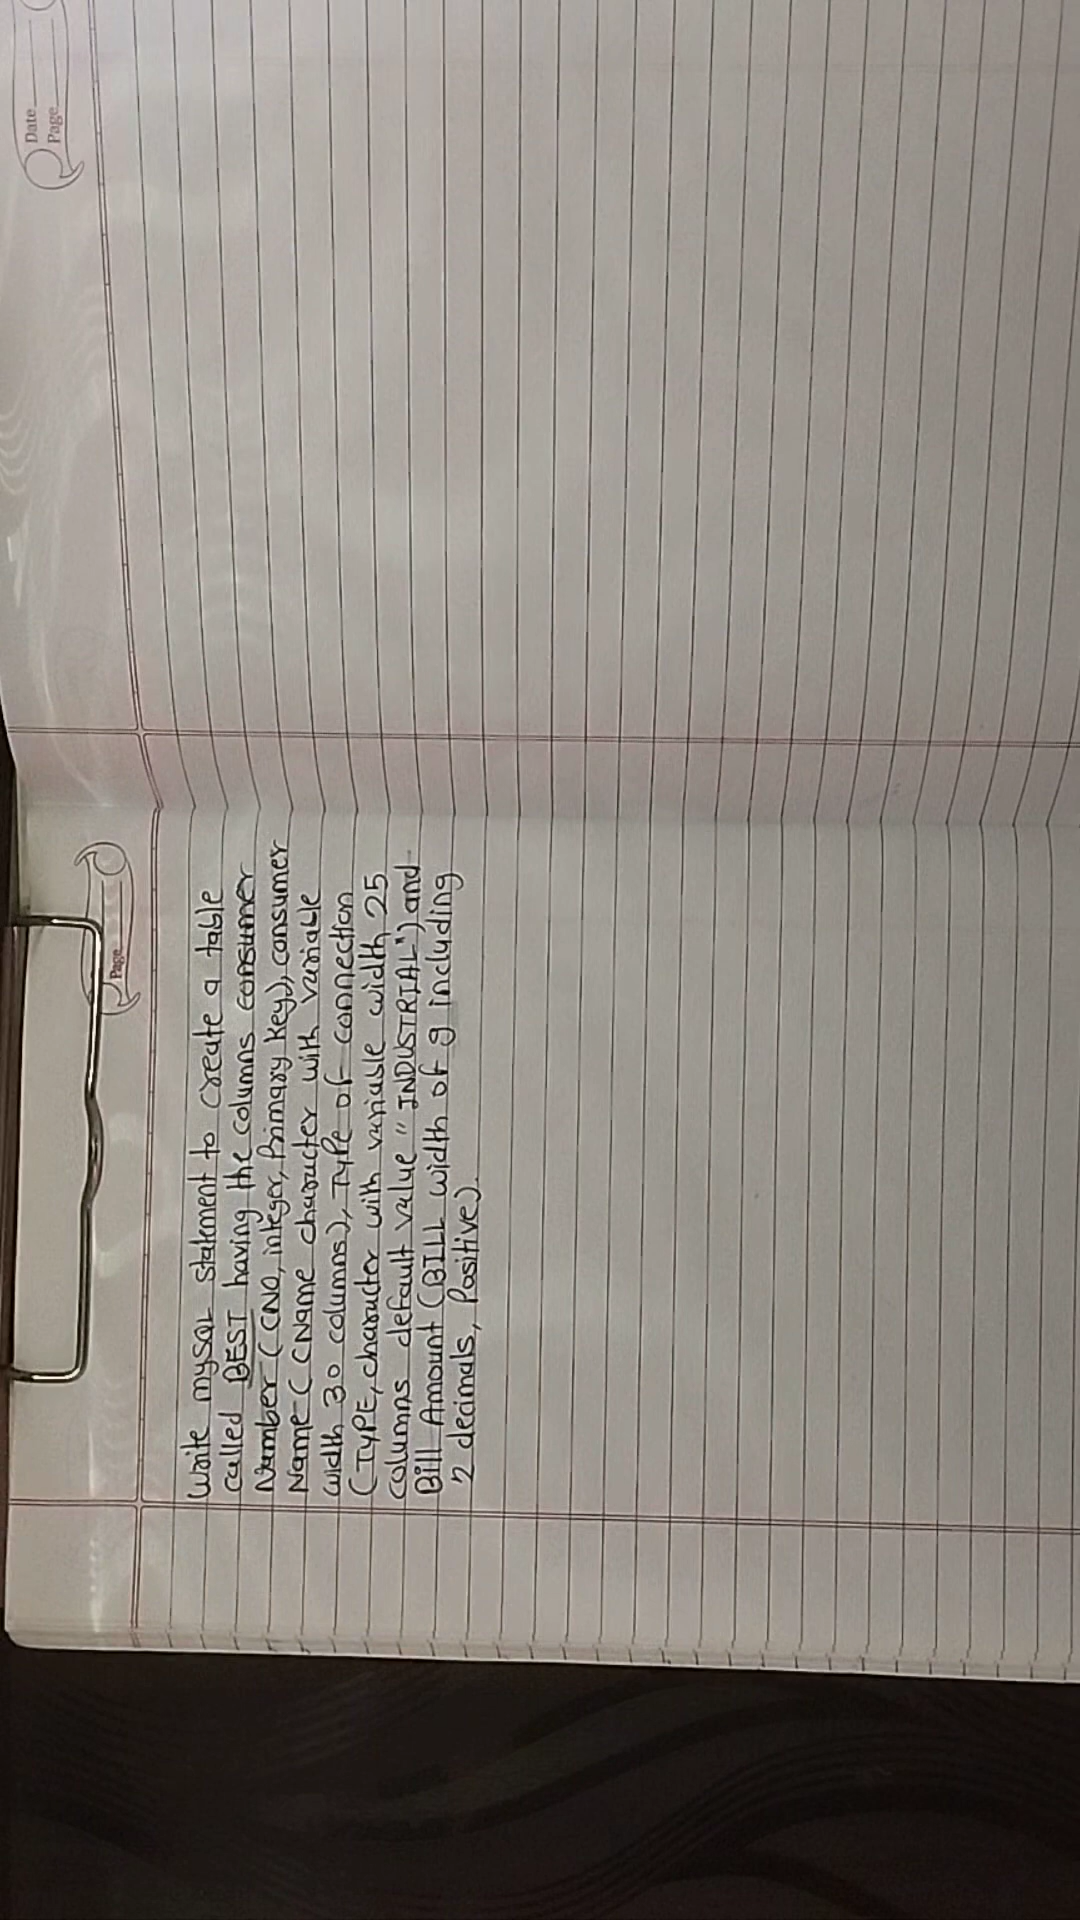 Write mysQL statement to create a table
called BEST having the columns consumer
Number (CNO, integer, Primary key), consumer
Name (CName character with variable
width 30 columns), Type of connection
(TYPE, character with variable width 25
columns default value "INDUSTRIAL") and
Bill Amount (BILL width of 9 including
2 decimals, Positive).
Page
Date
Page